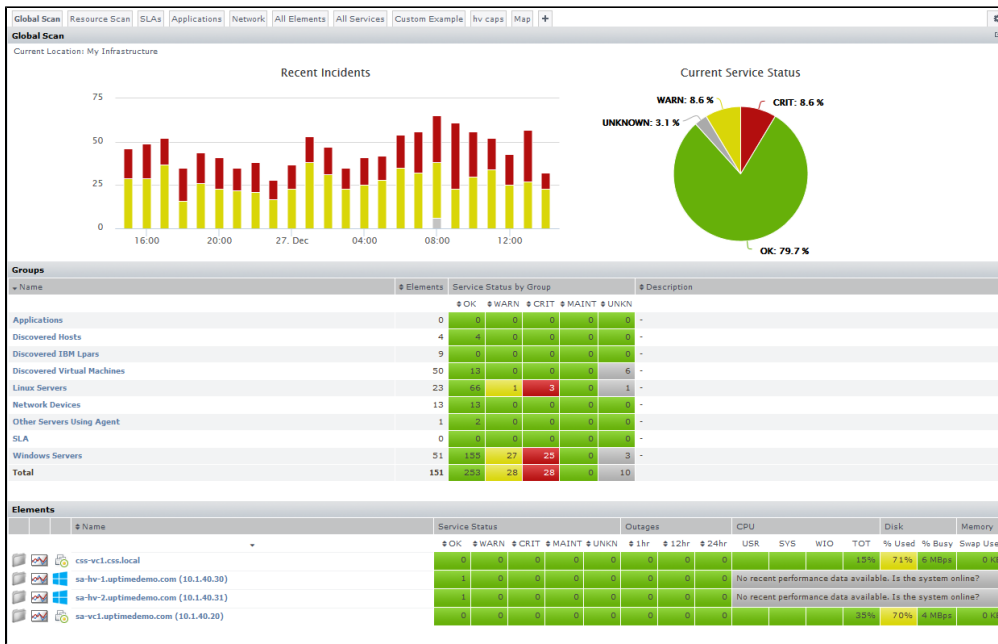 Global Scan Resource Scan SLAs Applications Network All Elements All Services Custom Example hv caps Map +
Global Scan
Current Location: My Infrastructure
Recent Incidents
75
50
25
0
16:00 20:00 27. Dec 04:00 08:00 12:00
Current Service Status
WARN: 8.6 % CRIT: 8.6 %
UNKNOWN: 3.1 %
OK: 79.7 %
Groups
Name Elements Service Status by Group Description
OK WARN CRIT MAINT UNKN
Applications 0 0 0 0 0 0 -
Discovered Hosts 4 4 0 0 0 0 -
Discovered IBM Lpars 9 0 0 0 0 0 -
Discovered Virtual Machines 50 13 0 0 0 6 -
Linux Servers 23 66 1 3 0 1 -
Network Devices 13 13 0 0 0 0 -
Other Servers Using Agent 1 2 0 0 0 0 -
SLA 0 0 0 0 0 0 -
Windows Servers 51 155 27 25 0 3 -
Total 151 253 28 28 0 10
Elements
Name Service Status Outages CPU Disk Memory
OK WARN CRIT MAINT UNKN 1hr 12hr 24hr USR SYS WIO TOT % Used % Busy Swap Use
css-vc1.css.local 0 0 0 0 0 0 0 0 15% 71% 6 MBps 0 K
sa-hv-1.uptimedemo.com (10.1.40.30) 1 0 0 0 0 0 0 0 No recent performance data available. Is the system online?
sa-hv-2.uptimedemo.com (10.1.40.31) 1 0 0 0 0 0 0 0 No recent performance data available. Is the system online?
sa-vc1.uptimedemo.com (10.1.40.20) 0 0 0 0 0 0 0 0 35% 70% 4 MBps 0 K